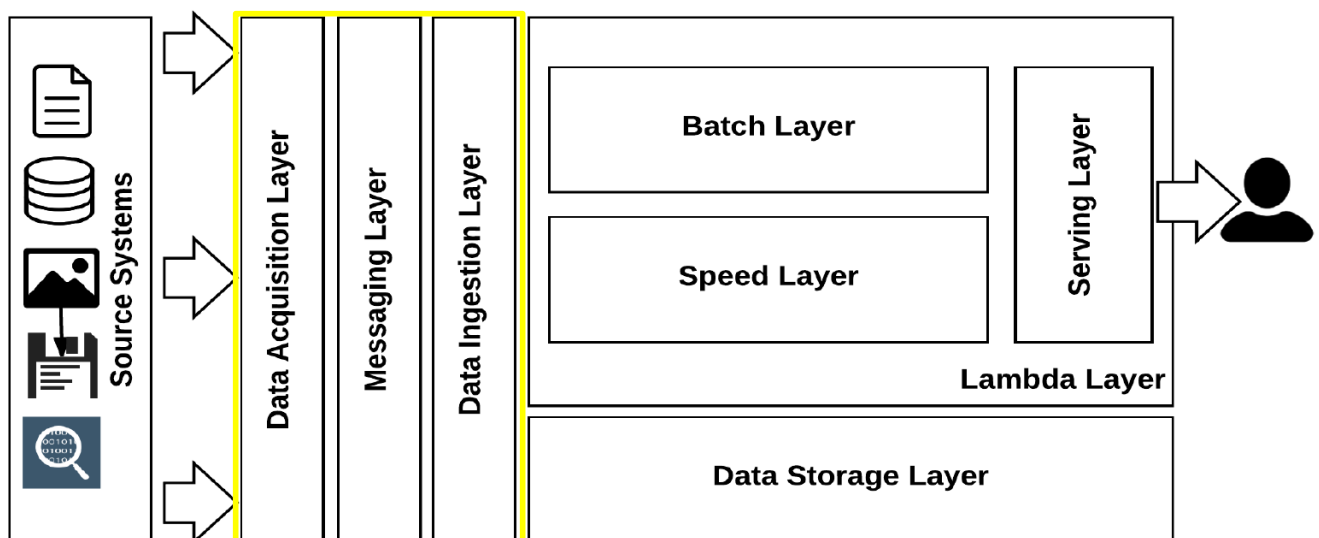 Source Systems
Data Acquisition Layer
Messaging Layer
Data Ingestion Layer
Batch Layer
Speed Layer
Serving Layer
Lambda Layer
Data Storage Layer